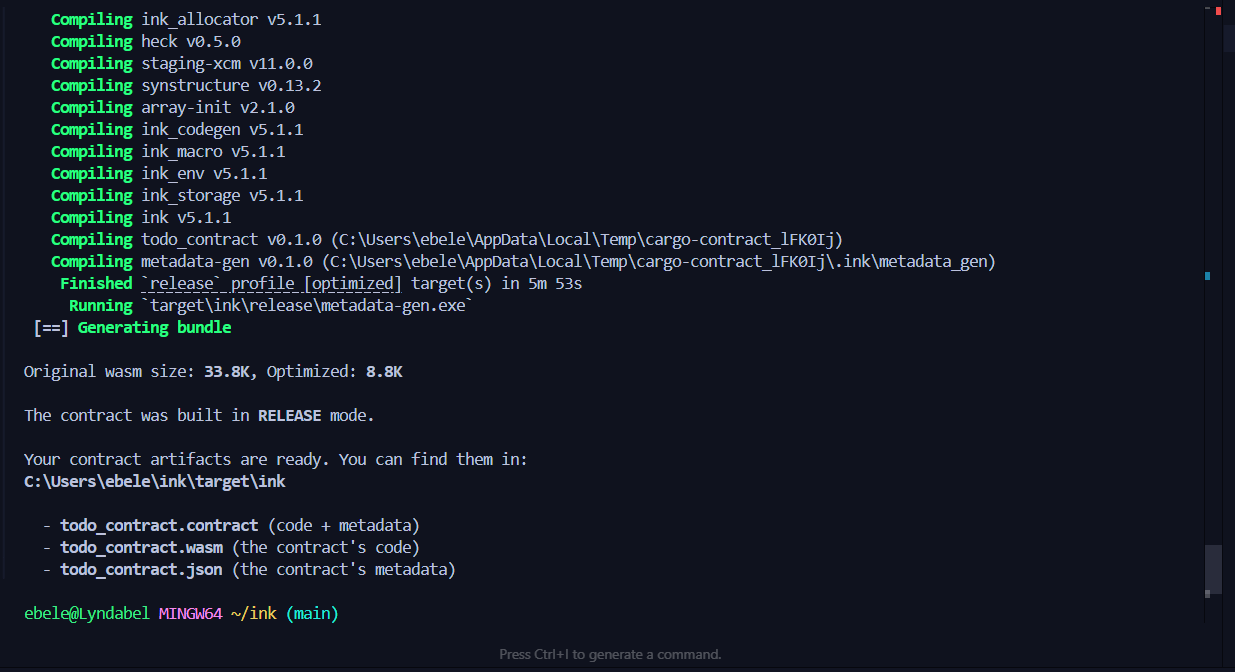 Compiling ink_allocator v5.1.1
Compiling heck v0.5.0
Compiling staging-xcm v11.0.0
Compiling synstructure v0.13.2
Compiling array-init v2.1.0
Compiling ink_codegen v5.1.1
Compiling ink_macro v5.1.1
Compiling ink_env v5.1.1
Compiling ink_storage v5.1.1
Compiling ink v5.1.1
Compiling todo_contract v0.1.0 (C:\Users\ebele\AppData\Local\Temp\cargo-contract_lFK0Ij)
Compiling metadata-gen v0.1.0 (C:\Users\ebele\AppData\Local\Temp\cargo-contract_lFK0Ij\.ink\metadata_gen)
Finished `release` profile [optimized] target(s) in 5m 53s
Running `target\ink\release\metadata-gen.exe`
[==] Generating bundle
Original wasm size: 33.8K, Optimized: 8.8K
The contract was built in RELEASE mode.
Your contract artifacts are ready. You can find them in:
C:\Users\ebele\ink\target\ink
- todo_contract.contract (code + metadata)
- todo_contract.wasm (the contract's code)
- todo_contract.json (the contract's metadata)
ebele@Lyndabel MINGW64 ~/ink (main)
Press Ctrl+I to generate a command.